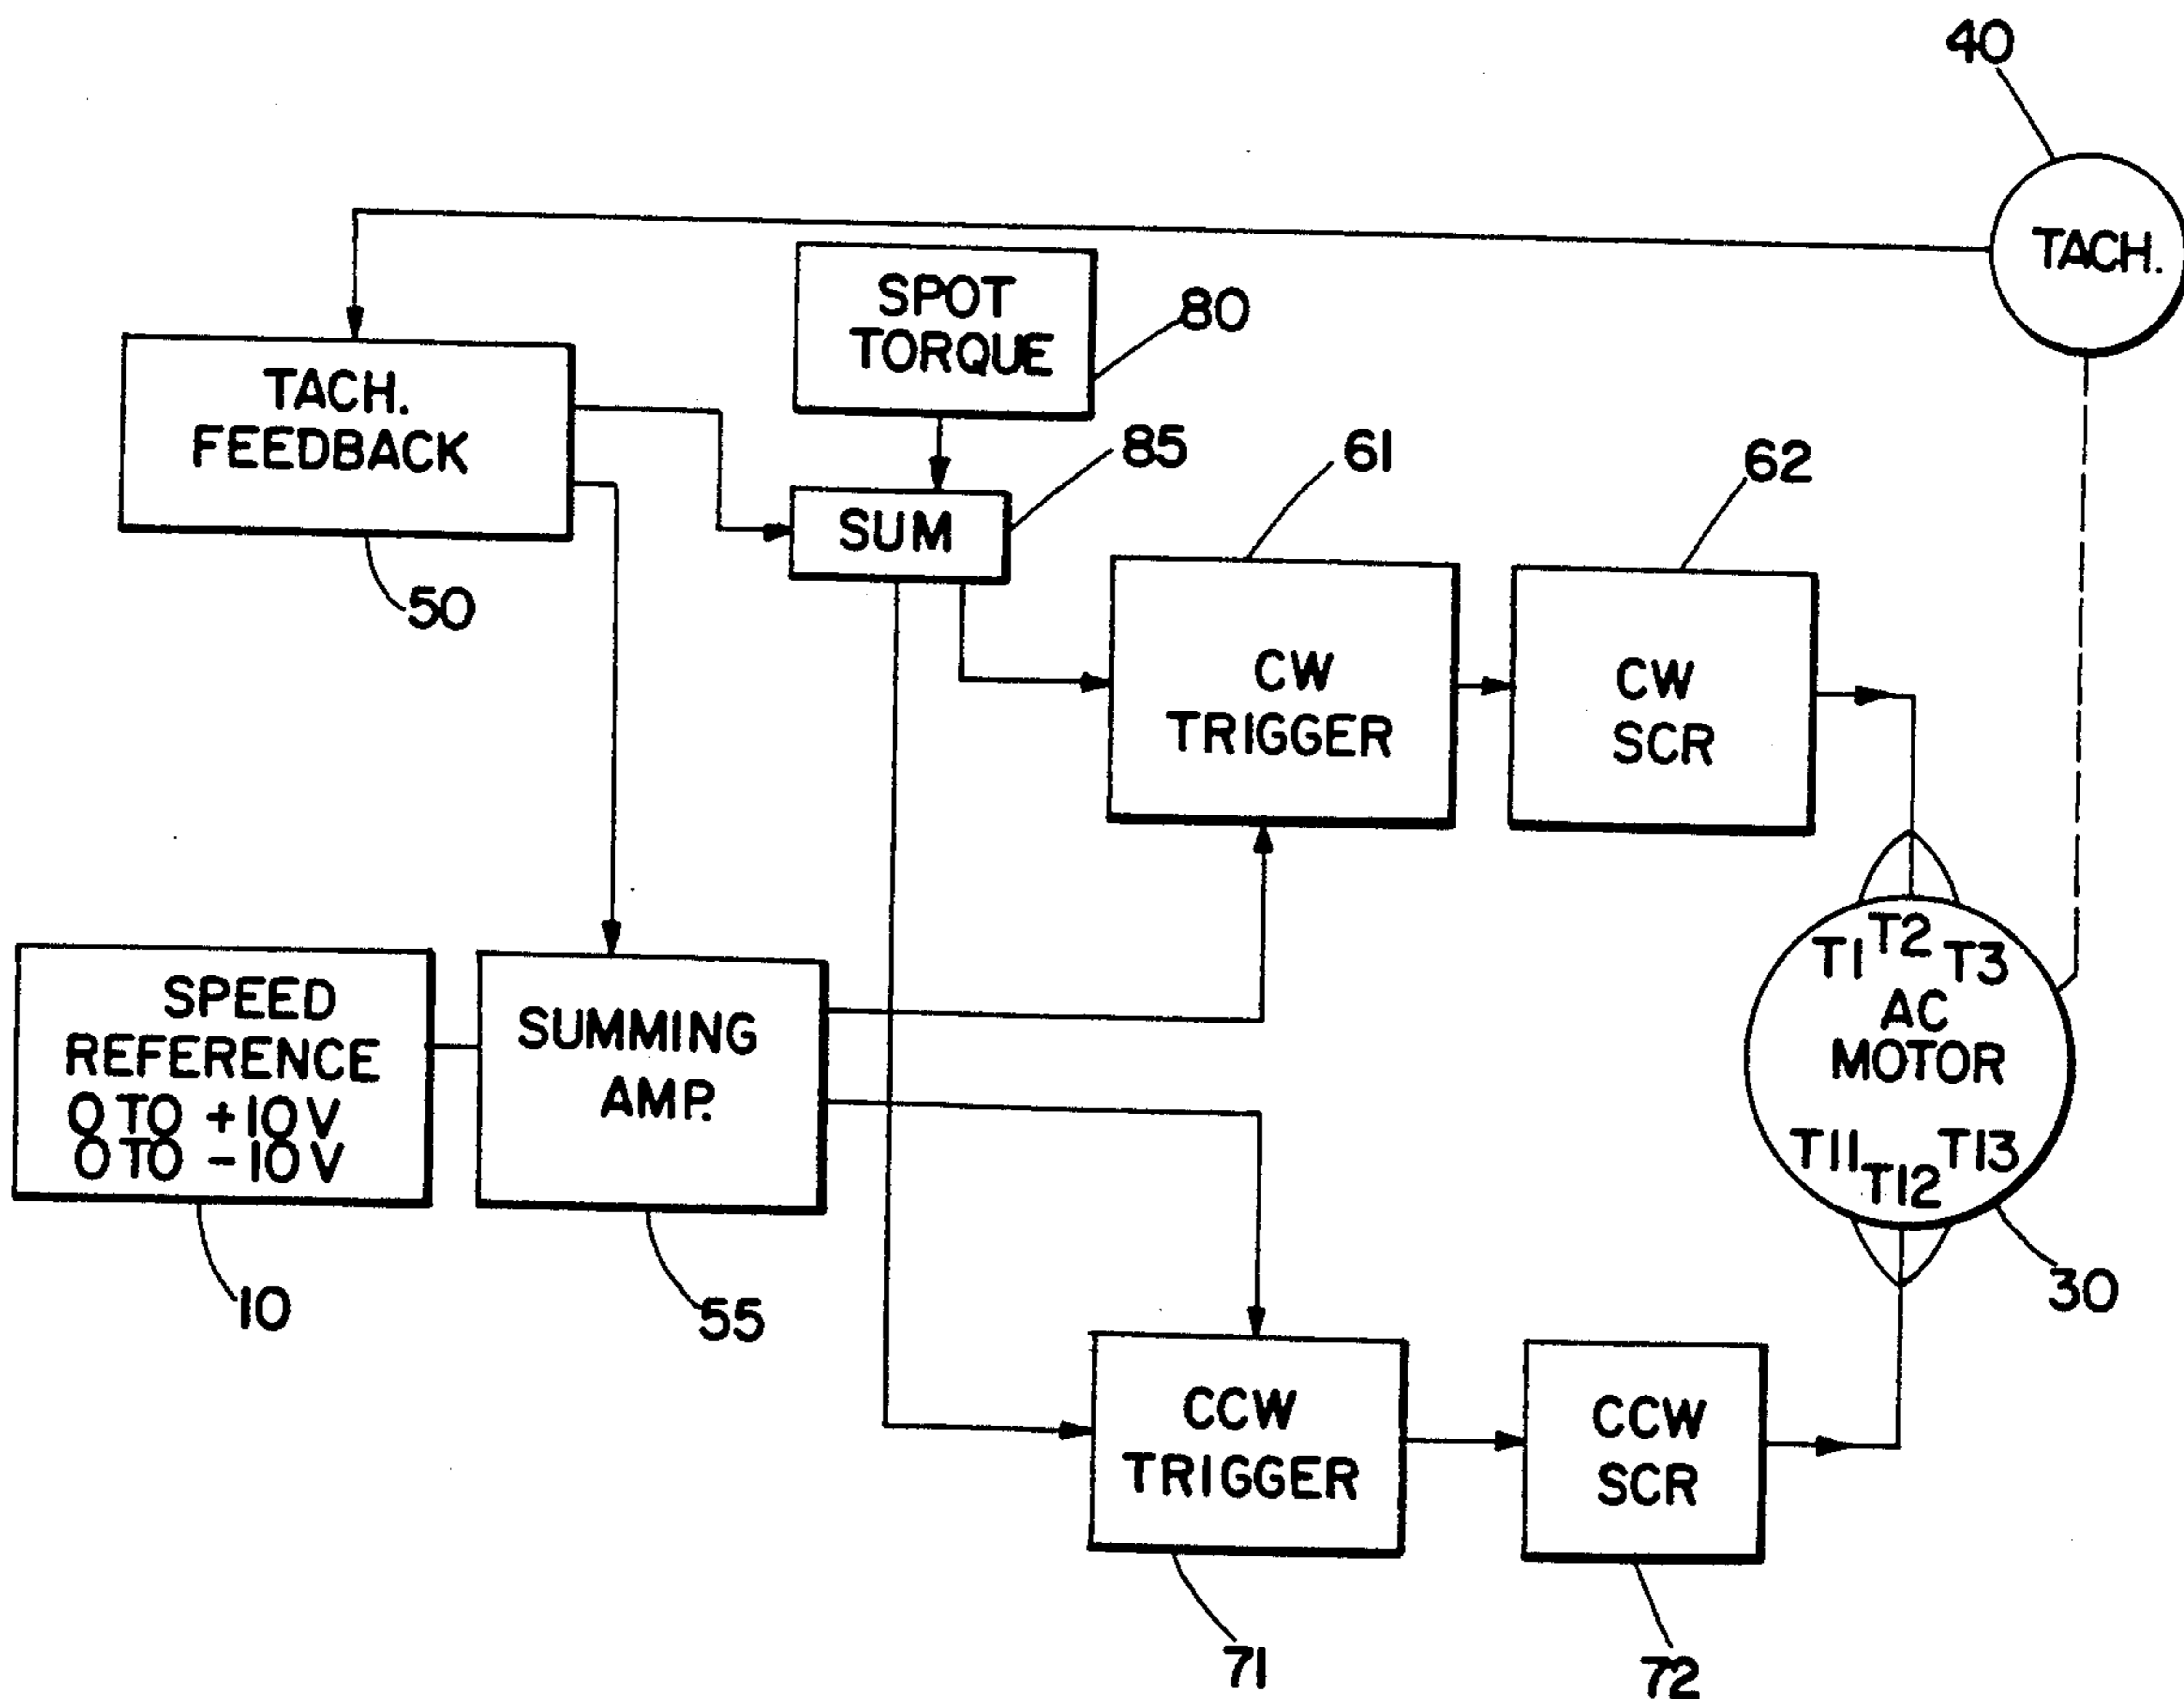 40
TACH.
SPOT
TORQUE
80
TACH.
FEEDBACK
50
SUM
85
61
62
CW
TRIGGER
CW
SCR
SPEED
REFERENCE
0 TO +10V
0 TO -10V
10
SUMMING
AMP.
55
T1 T2 T3
AC
MOTOR
T11 T12 T13
30
CCW
TRIGGER
71
CCW
SCR
72